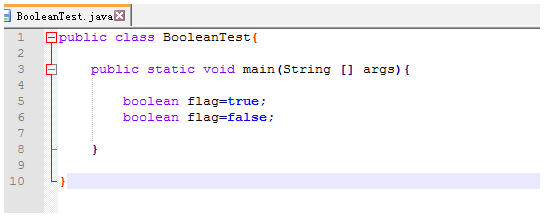 BooleanTest.java
1 public class BooleanTest{
2
3 public static void main(String [] args){
4
5 boolean flag=true;
6 boolean flag=false;
7
8 }
9
10 }